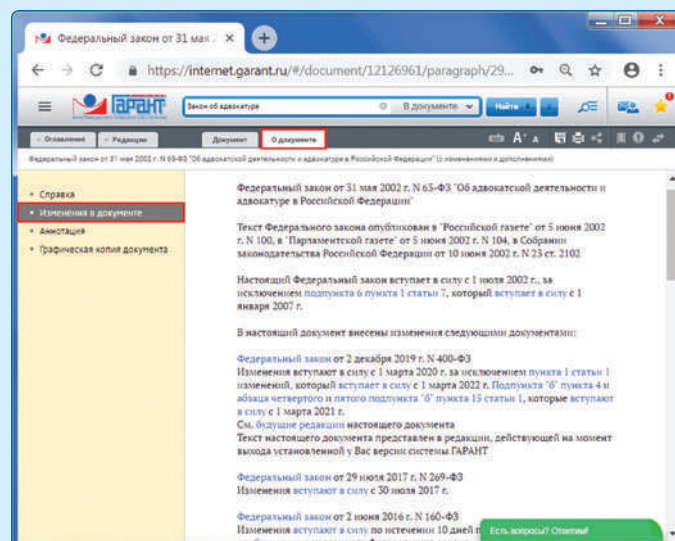 Федеральный закон от 31 мая .
https://internet.garant.ru/#/document/12126961/paragraph/29...
ГАРАНТ
Закон об адвокатуре
В документе
Найти
Оглавление
Редакции
Документ
О документе
Федеральный закон от 31 мая 2002 г. N 63-ФЗ "Об адвокатской деятельности и адвокатуре в Российской Федерации" (с изменениями и дополнениями)
Справка
Изменения в документе
Аннотация
Графическая копия документа
Федеральный закон от 31 мая 2002 г. N 63-ФЗ "Об адвокатской деятельности и
адвокатуре в Российской Федерации"
Текст Федерального закона опубликован в "Российской газете" от 5 июня 2002
г. N 100, в "Парламентской газете" от 5 июня 2002 г. N 104, в Собрании
законодательства Российской Федерации от 10 июня 2002 г. N 23 ст. 2102
Настоящий Федеральный закон вступает в силу с 1 июля 2002 г., за
исключением подпункта 6 пункта 1 статьи 7, который вступает в силу с 1
января 2007 г.
В настоящий документ внесены изменения следующими документами:
Федеральный закон от 2 декабря 2019 г. N 400-ФЗ
Изменения вступают в силу с 1 марта 2020 г. за исключением пункта 1 статьи 1
изменений, который вступает в силу с 1 марта 2022 г. Подпункта "б" пункта 4 и
абзаца четвертого и пятого подпункта "б" пункта 15 статьи 1, которые вступают
в силу с 1 марта 2021 г.
См. будущие редакции настоящего документа
Текст настоящего документа представлен в редакции, действующей на момент
выхода установленной у Вас версии системы ГАРАНТ
Федеральный закон от 29 июля 2017 г. N 269-ФЗ
Изменения вступают в силу с 30 июля 2017 г.
Федеральный закон от 2 июня 2016 г. N 160-ФЗ
Изменения вступают в силу по истечении 10 дней п
Есть вопросы? Ответим!